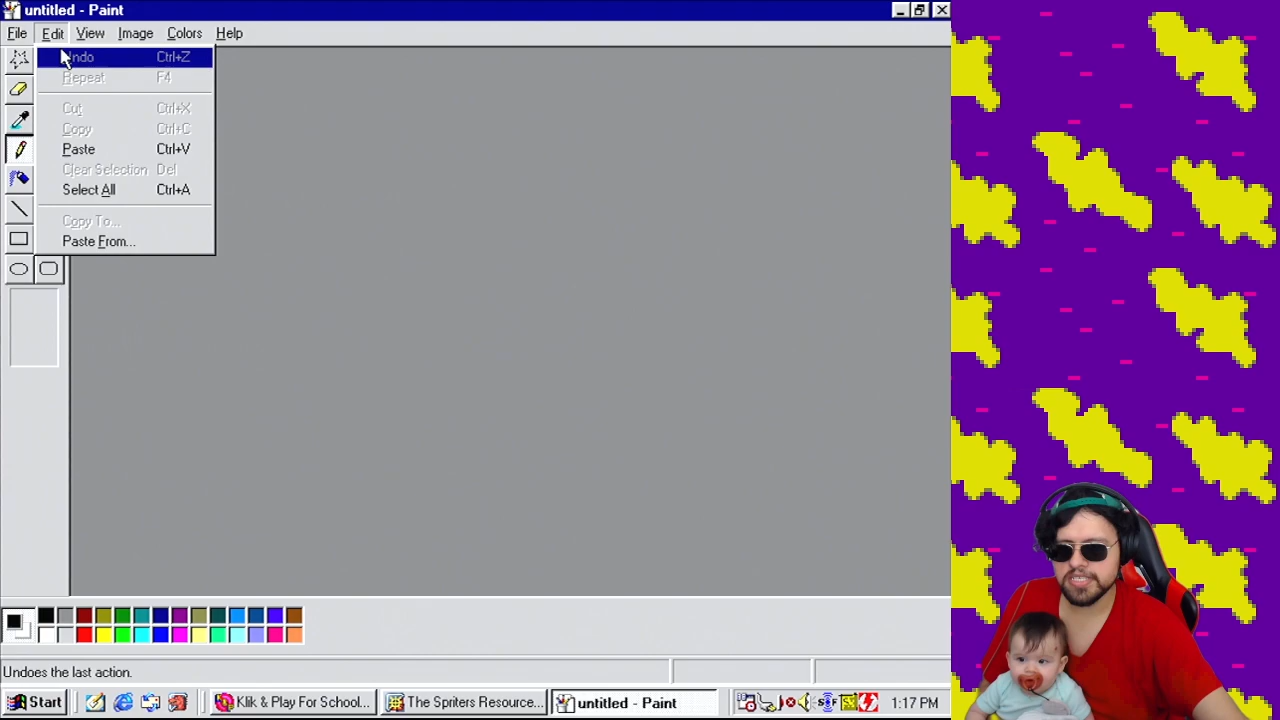 untitled - Paint
File Edit View Image Colors Help
Undo Ctrl+Z
Repeat F4
Cut Ctrl+X
Copy Ctrl+C
Paste Ctrl+V
Clear Selection Del
Select All Ctrl+A
Copy To...
Paste From...
Undoes the last action.
Start Klik & Play For School... The Spriters Resource... untitled - Paint 1:17 PM